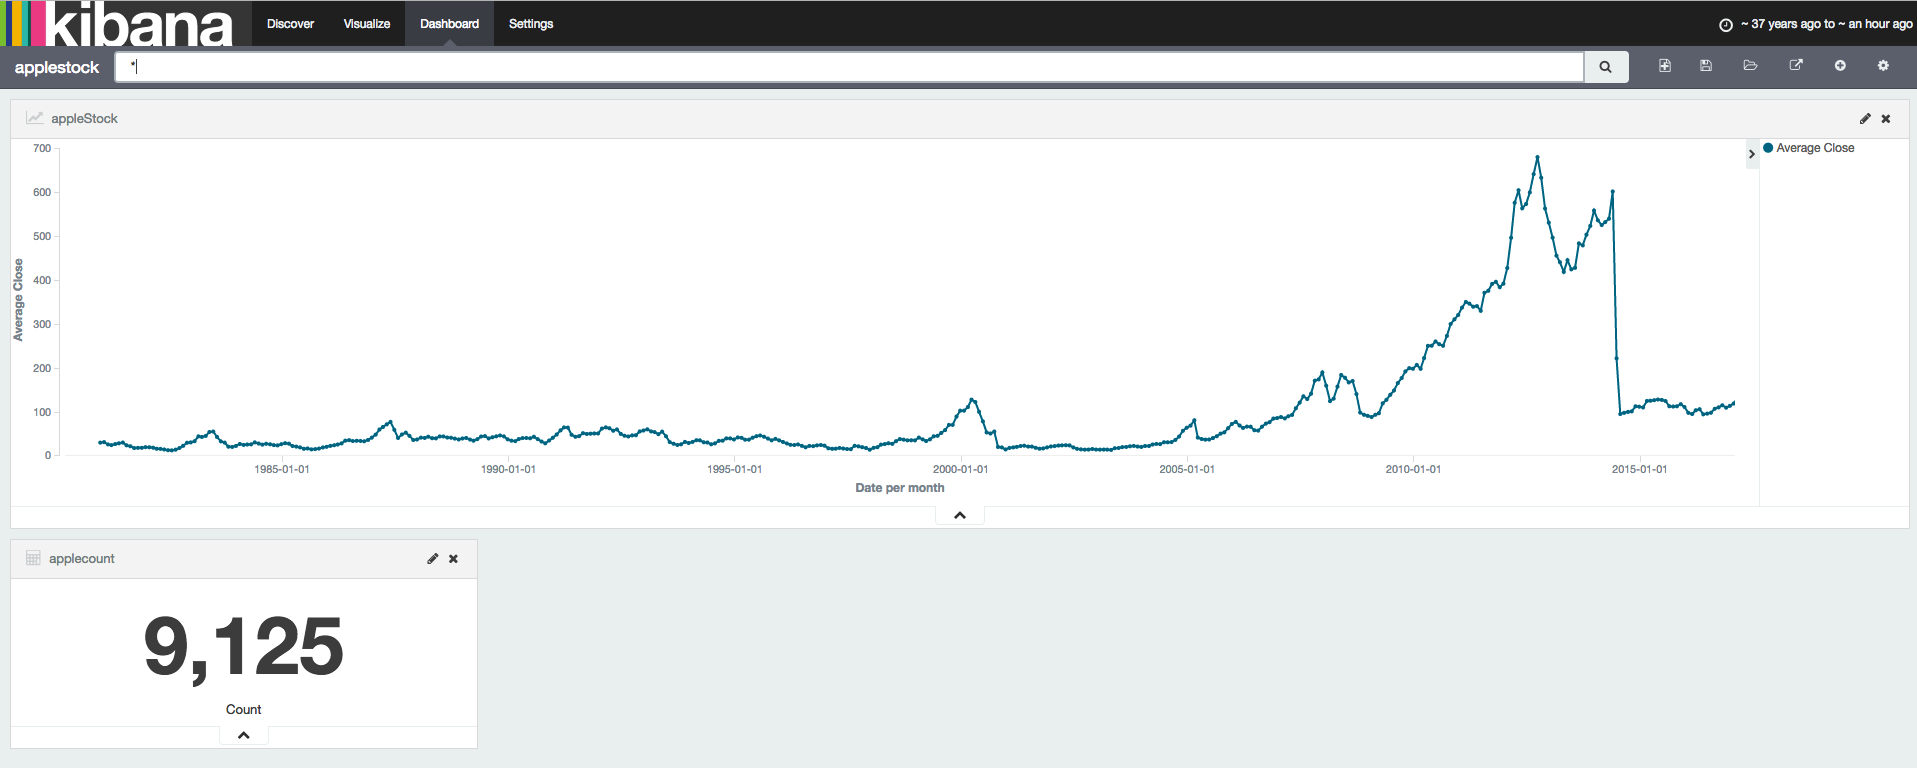 kibana Discover Visualize Dashboard Settings ~ 37 years ago to ~ an hour ago
applestock *
appleStock
Average Close
700
600
500
400
300
200
100
0
Average Close
1985-01-01 1990-01-01 1995-01-01 2000-01-01 2005-01-01 2010-01-01 2015-01-01
Date per month
applecount
9,125
Count